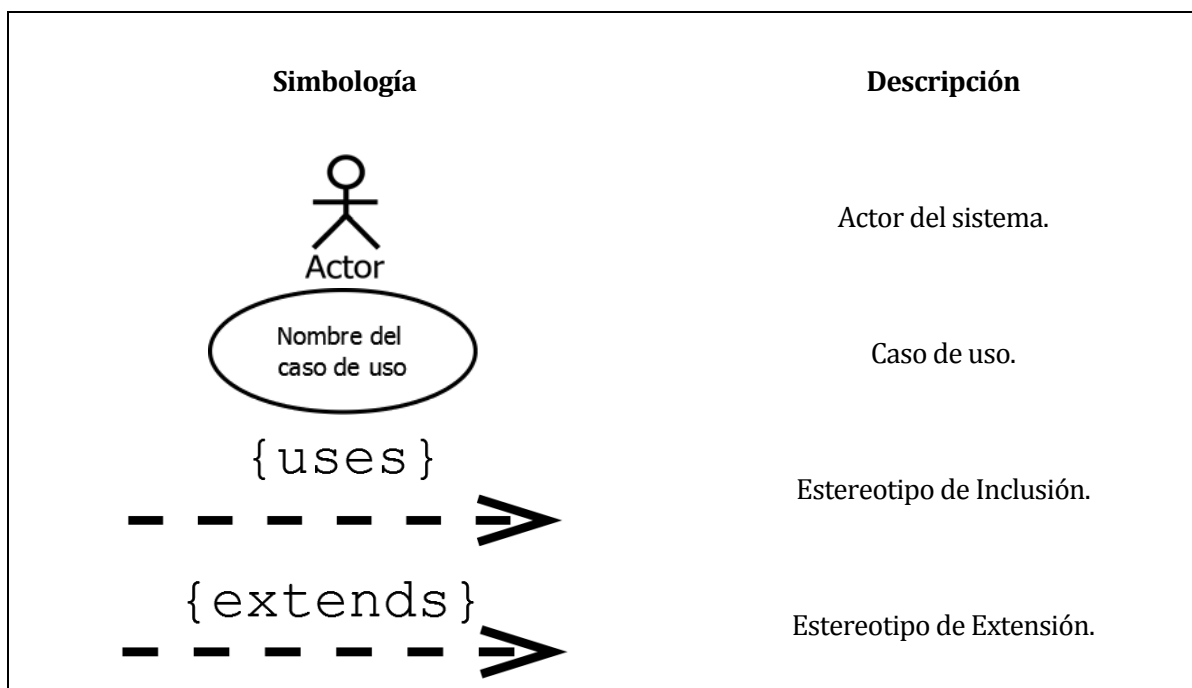 Simbología
Descripción
Actor
Actor del sistema.
Nombre del
caso de uso
Caso de uso.
{uses}
Estereotipo de Inclusión.
{extends}
Estereotipo de Extensión.